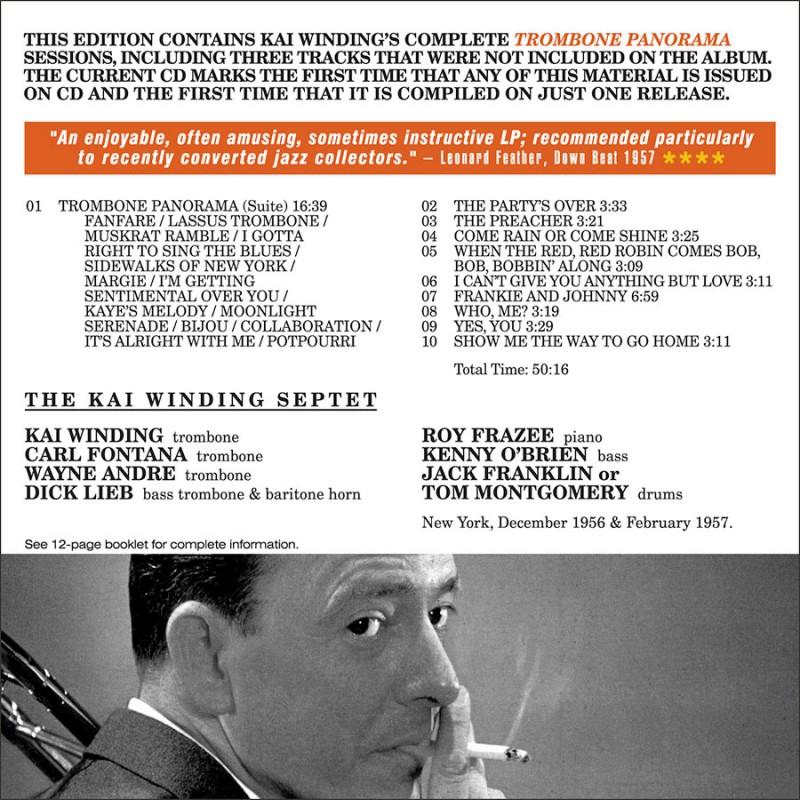 THIS EDITION CONTAINS KAI WINDING'S COMPLETE TROMBONE PANORAMA
SESSIONS, INCLUDING THREE TRACKS THAT WERE NOT INCLUDED ON THE ALBUM.
THE CURRENT CD MARKS THE FIRST TIME THAT ANY OF THIS MATERIAL IS ISSUED
ON CD AND THE FIRST TIME THAT IT IS COMPILED ON JUST ONE RELEASE.
"An enjoyable, often amusing, sometimes instructive LP; recommended particularly
to recently converted jazz collectors." – Leonard Feather, Down Beat 1957 ★★★★
01 TROMBONE PANORAMA (Suite) 16:39
FANFARE / LASSUS TROMBONE /
MUSKRAT RAMBLE / I GOTTA
RIGHT TO SING THE BLUES /
SIDEWALKS OF NEW YORK /
MARGIE / I'M GETTING
SENTIMENTAL OVER YOU /
KAYE'S MELODY / MOONLIGHT
SERENADE / BIJOU / COLLABORATION /
IT'S ALRIGHT WITH ME / POTPOURRI
02 THE PARTY'S OVER 3:33
03 THE PREACHER 3:21
04 COME RAIN OR COME SHINE 3:25
05 WHEN THE RED, RED ROBIN COMES BOB,
BOB, BOBBIN' ALONG 3:09
06 I CAN'T GIVE YOU ANYTHING BUT LOVE 3:11
07 FRANKIE AND JOHNNY 6:59
08 WHO, ME? 3:19
09 YES, YOU 3:29
10 SHOW ME THE WAY TO GO HOME 3:11
Total Time: 50:16
THE KAI WINDING SEPTET
KAI WINDING trombone
CARL FONTANA trombone
WAYNE ANDRE trombone
DICK LIEB bass trombone & baritone horn
ROY FRAZEE piano
KENNY O'BRIEN bass
JACK FRANKLIN or
TOM MONTGOMERY drums
New York, December 1956 & February 1957.
See 12-page booklet for complete information.